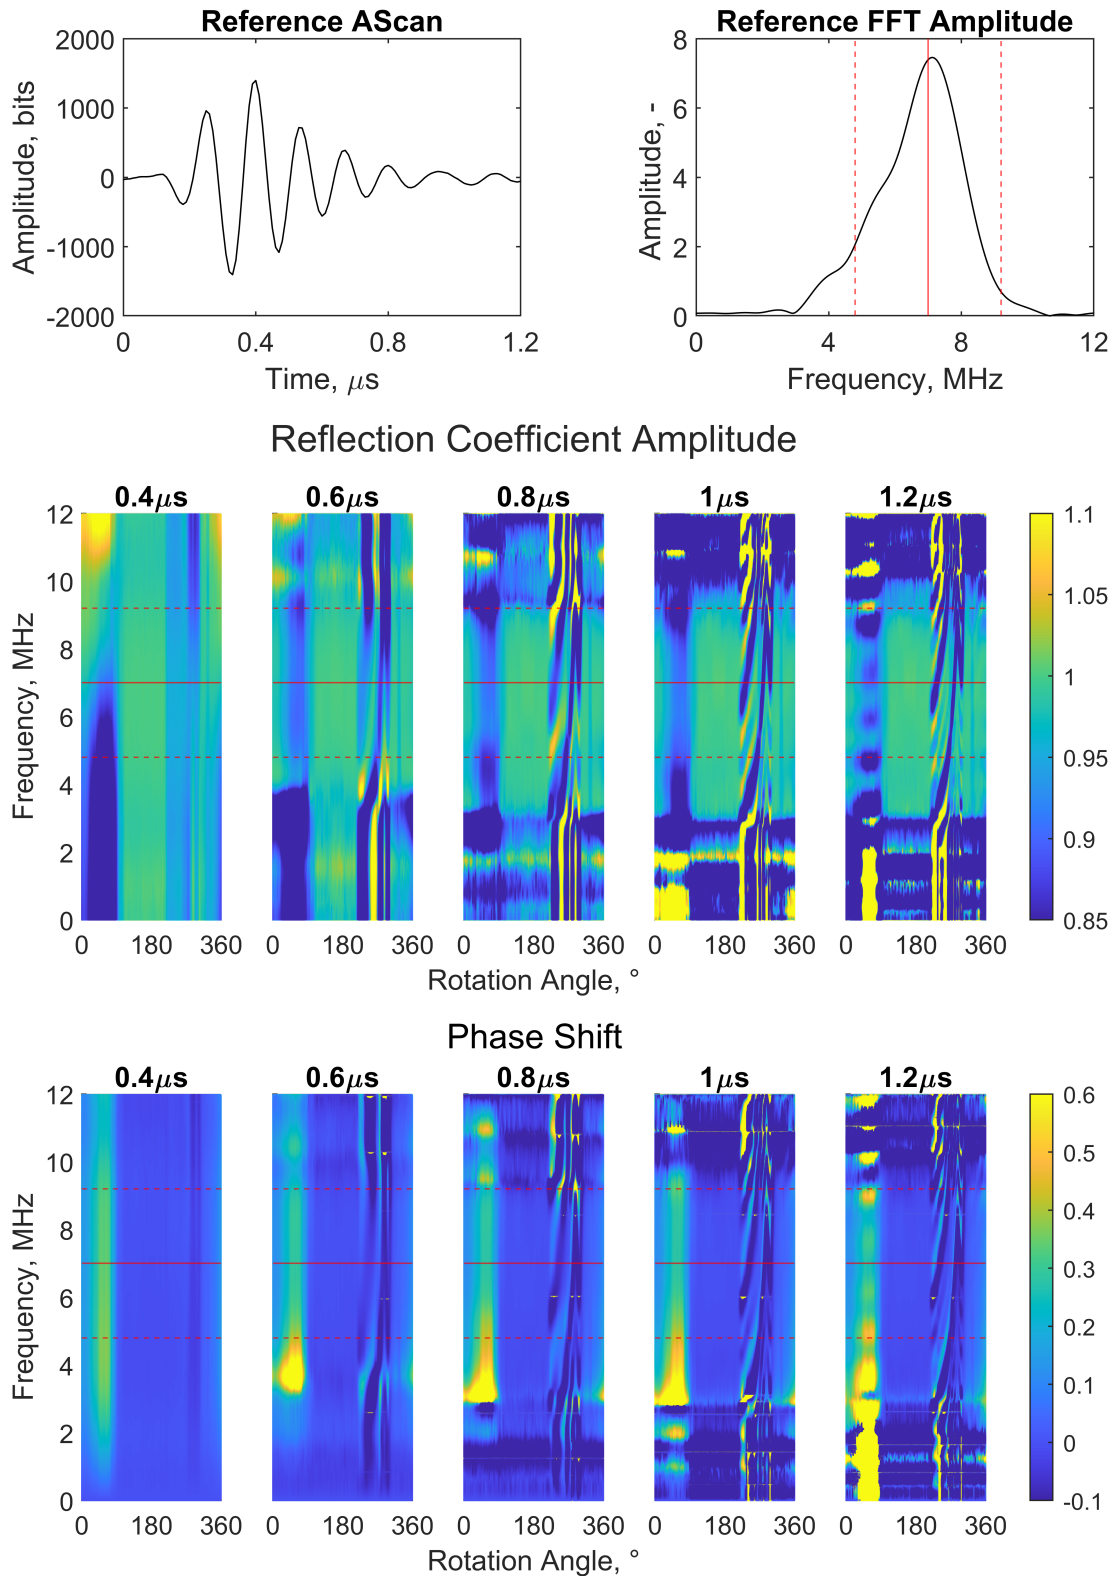 Reference AScan
Reference FFT Amplitude
2000
1000
0
-1000
-2000
Amplitude, bits
0
0.4
0.8
1.2
Time, μs
8
6
4
2
0
Amplitude, -
0
4
8
12
Frequency, MHz
Reflection Coefficient Amplitude
0.4μs
0.6μs
0.8μs
1μs
1.2μs
12
10
8
6
4
2
0
Frequency, MHz
0 180 360
0 180 360
0 180 360
0 180 360
0 180 360
Rotation Angle, °
1.1
1.05
1
0.95
0.9
0.85
Phase Shift
0.4μs
0.6μs
0.8μs
1μs
1.2μs
12
10
8
6
4
2
0
Frequency, MHz
0 180 360
0 180 360
0 180 360
0 180 360
0 180 360
Rotation Angle, °
0.6
0.5
0.4
0.3
0.2
0.1
0
-0.1